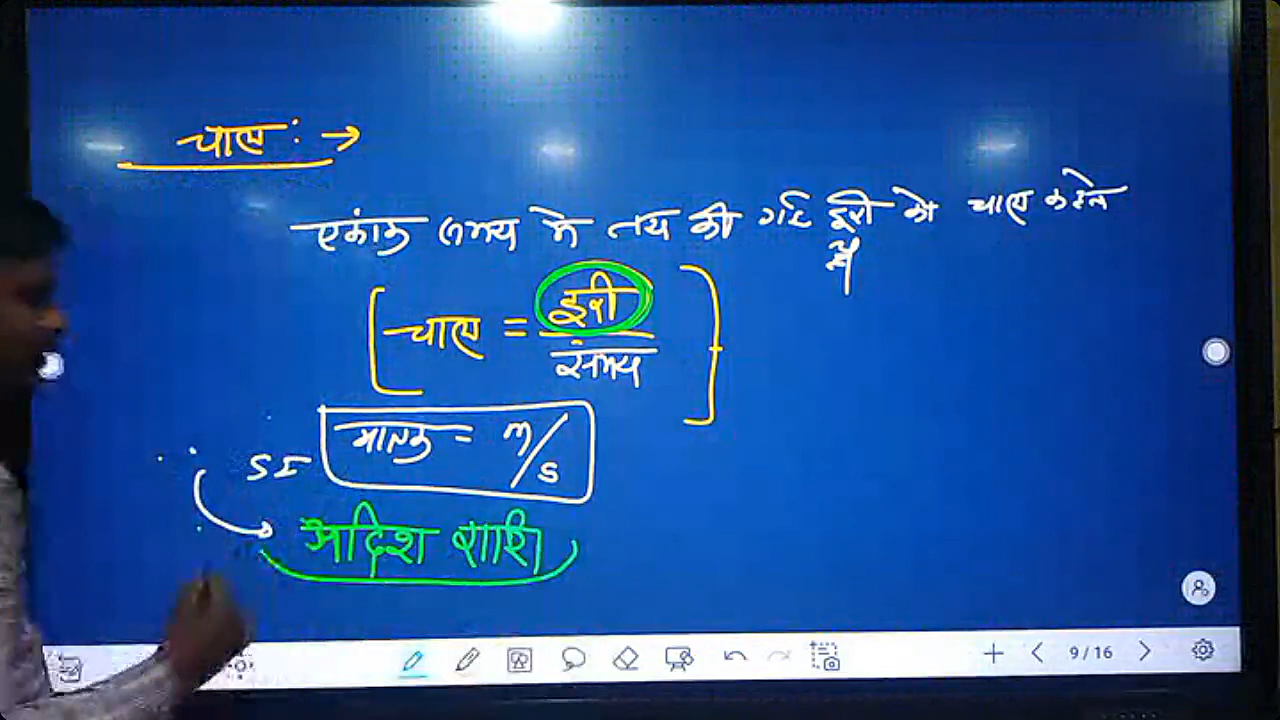 चाल : →
एकांक समय मे तय की गई दूरी को चाल कहते
है
[ चाल = दूरी / समय ]
SI मात्रक = m/s
अदिश राशि
9/16